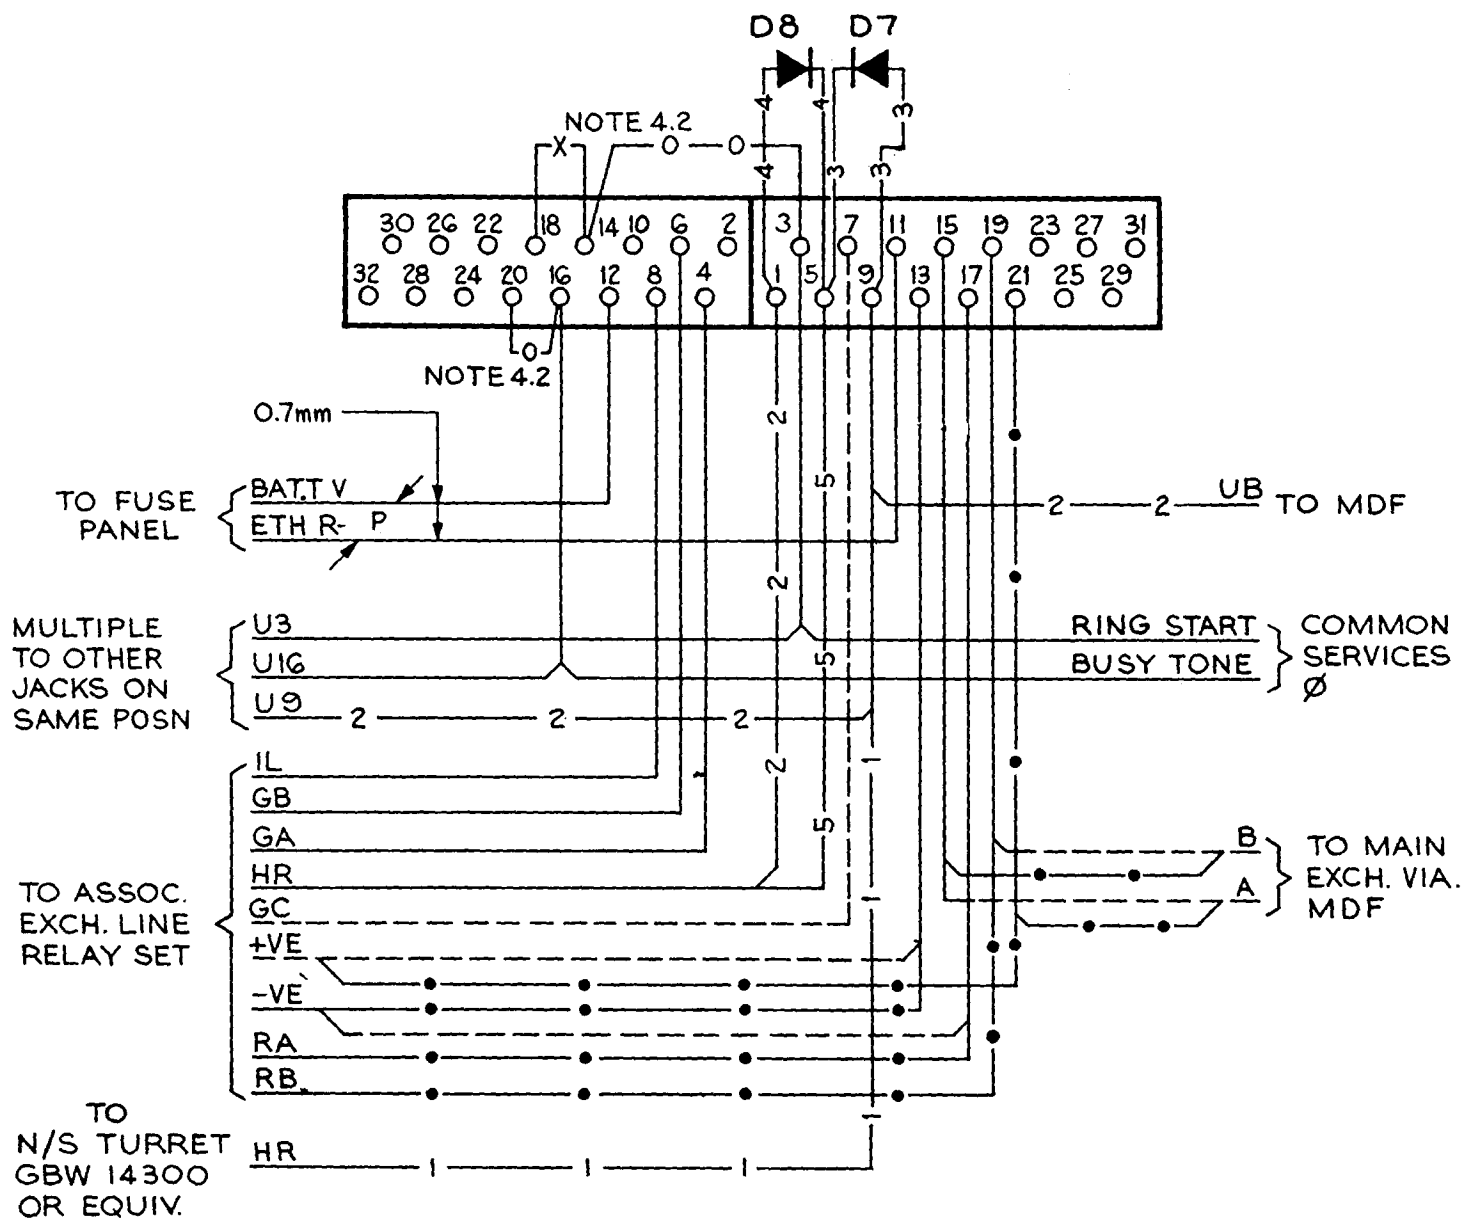 D8 D7
4 4 3
NOTE 4.2
X O O
4 3 3
30 26 22 18 14 10 6 2 3 7 11 15 19 23 27 31
32 28 24 20 16 12 8 4 1 5 9 13 17 21 25 29
O
NOTE 4.2
0.7mm
2
5
TO FUSE
PANEL
BATT V
ETH R- P
2 2 UB TO MDF
2
MULTIPLE
TO OTHER
JACKS ON
SAME POSN
U3
U16
U9 2 2 2
5
RING START
BUSY TONE
COMMON
SERVICES
Ø
2 1
5
TO ASSOC.
EXCH. LINE
RELAY SET
IL
GB
GA
HR
GC
+VE
-VE
RA
RB
B
A
TO MAIN
EXCH. VIA.
MDF
1
1
TO
N/S TURRET
GBW 14300
OR EQUIV.
HR 1 1 1